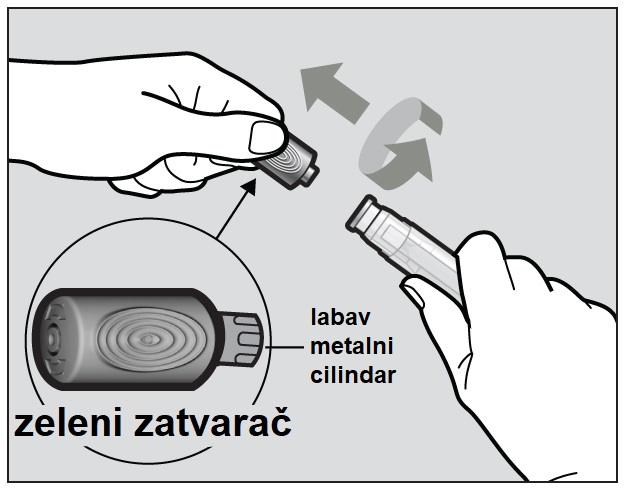 labav
metalni
cilindar
zeleni zatvarač